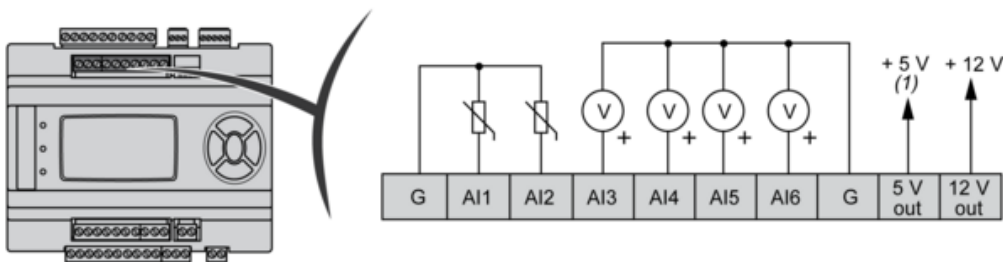 + 5 V + 12 V
(1)
V V V V
+ + + +
G AI1 AI2 AI3 AI4 AI5 AI6 G 5 V out 12 V out